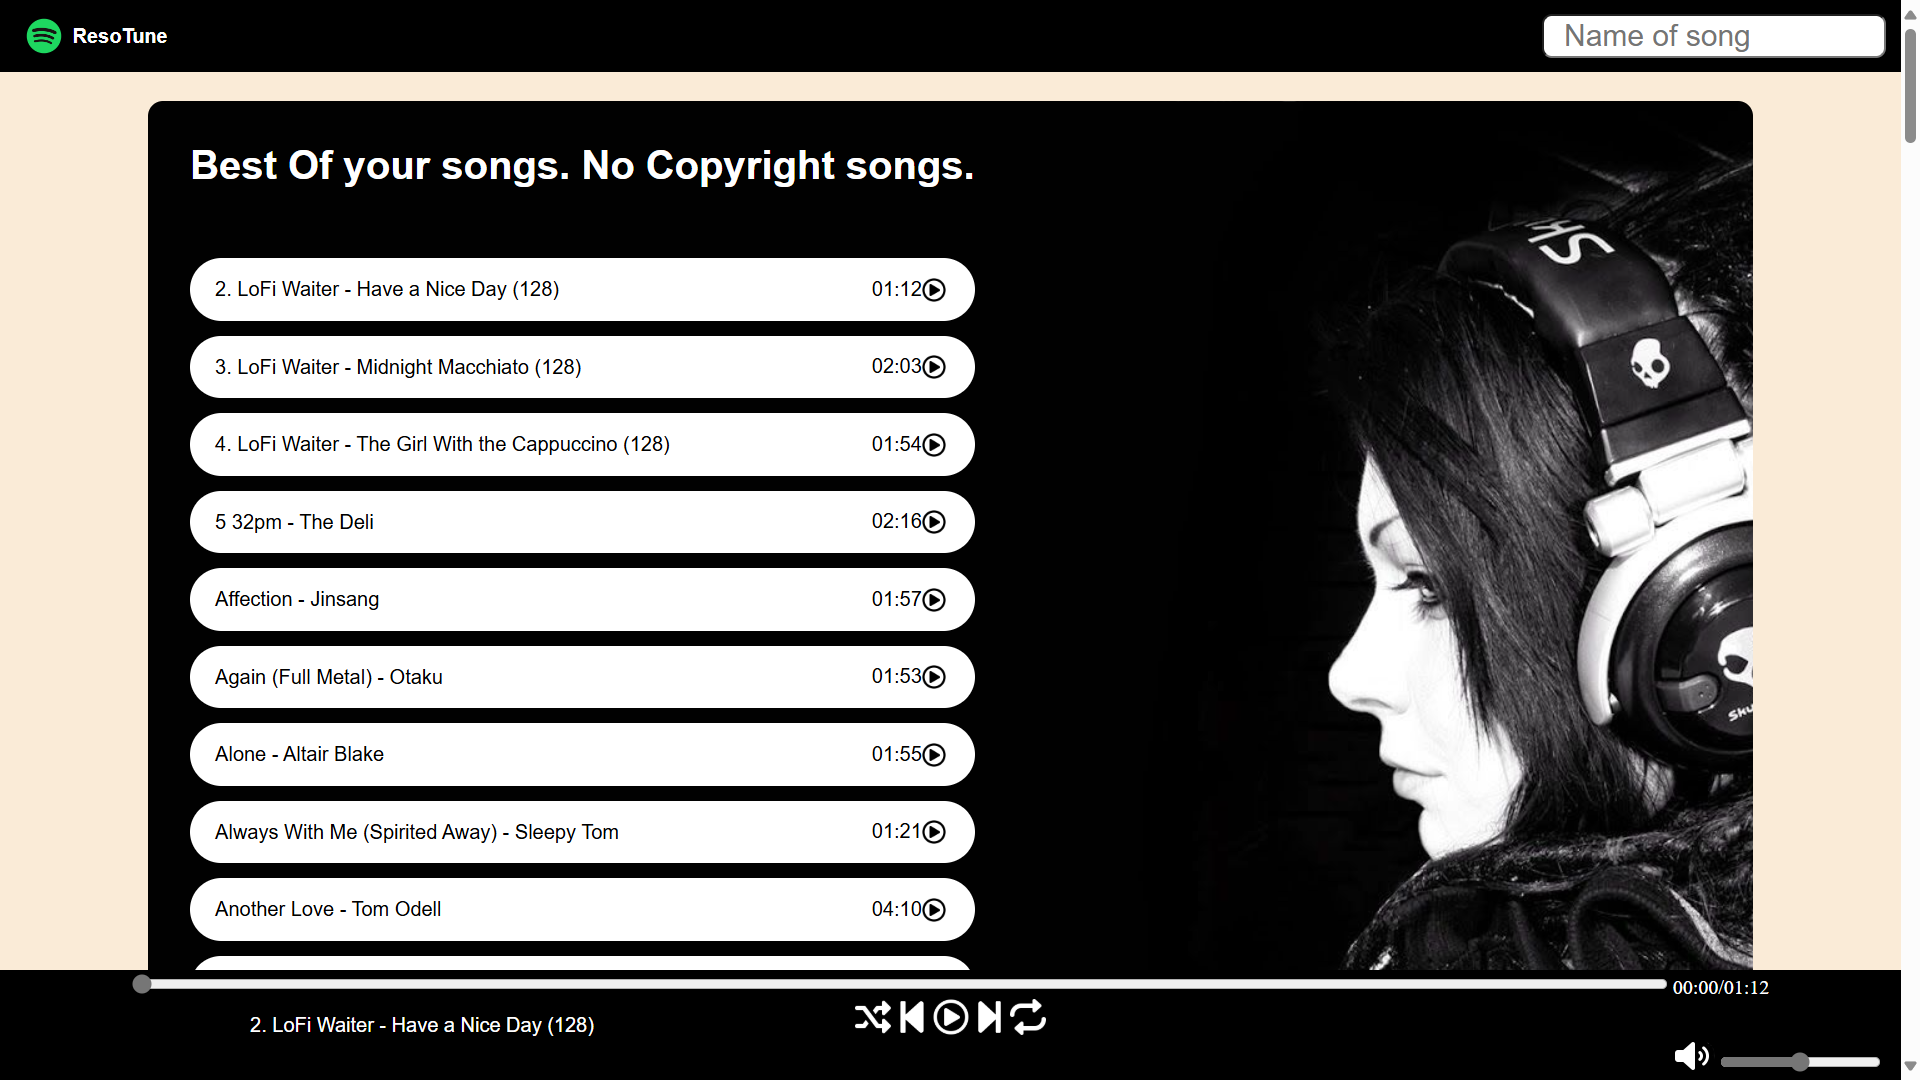 ResoTune
Name of song
Best Of your songs. No Copyright songs.
2. LoFi Waiter - Have a Nice Day (128) 01:12
3. LoFi Waiter - Midnight Macchiato (128) 02:03
4. LoFi Waiter - The Girl With the Cappuccino (128) 01:54
5 32pm - The Deli 02:16
Affection - Jinsang 01:57
Again (Full Metal) - Otaku 01:53
Alone - Altair Blake 01:55
Always With Me (Spirited Away) - Sleepy Tom 01:21
Another Love - Tom Odell 04:10
00:00/01:12
2. LoFi Waiter - Have a Nice Day (128)